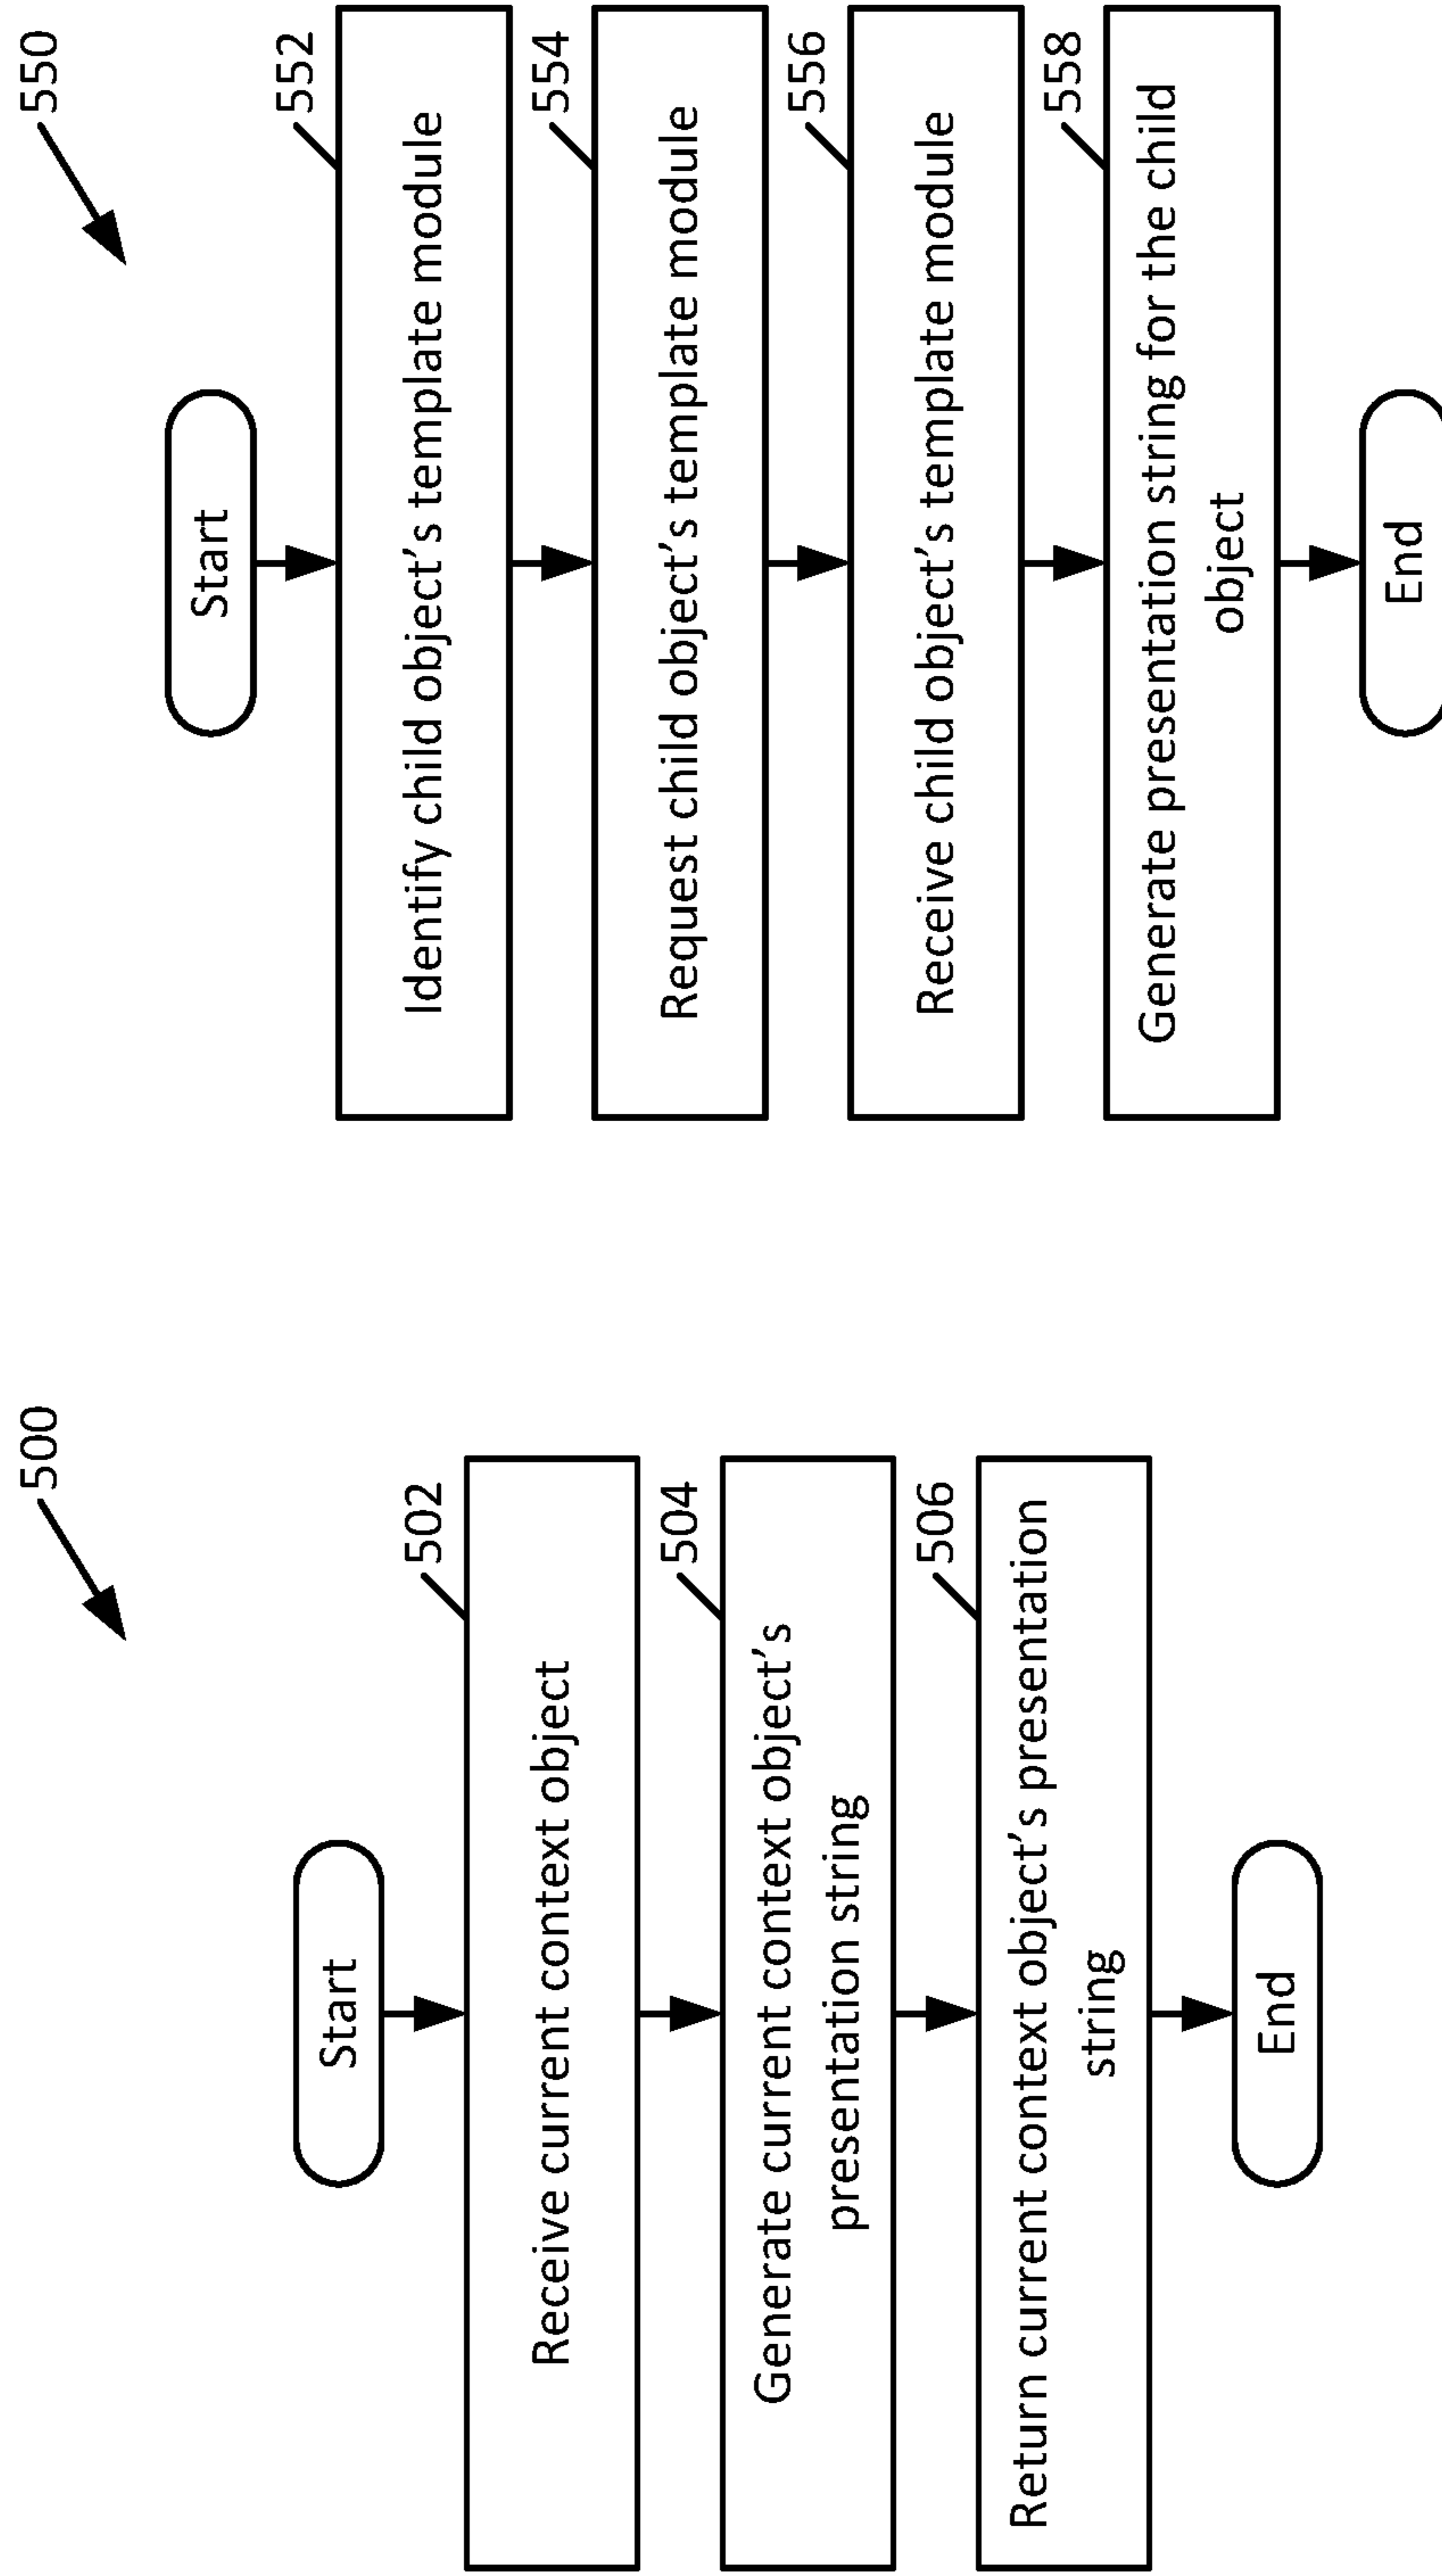 500
Start
502
Receive current context object
504
Generate current context object's
presentation string
506
Return current context object's presentation
string
End
550
Start
552
Identify child object's template module
554
Request child object's template module
556
Receive child object's template module
558
Generate presentation string for the child
object
End